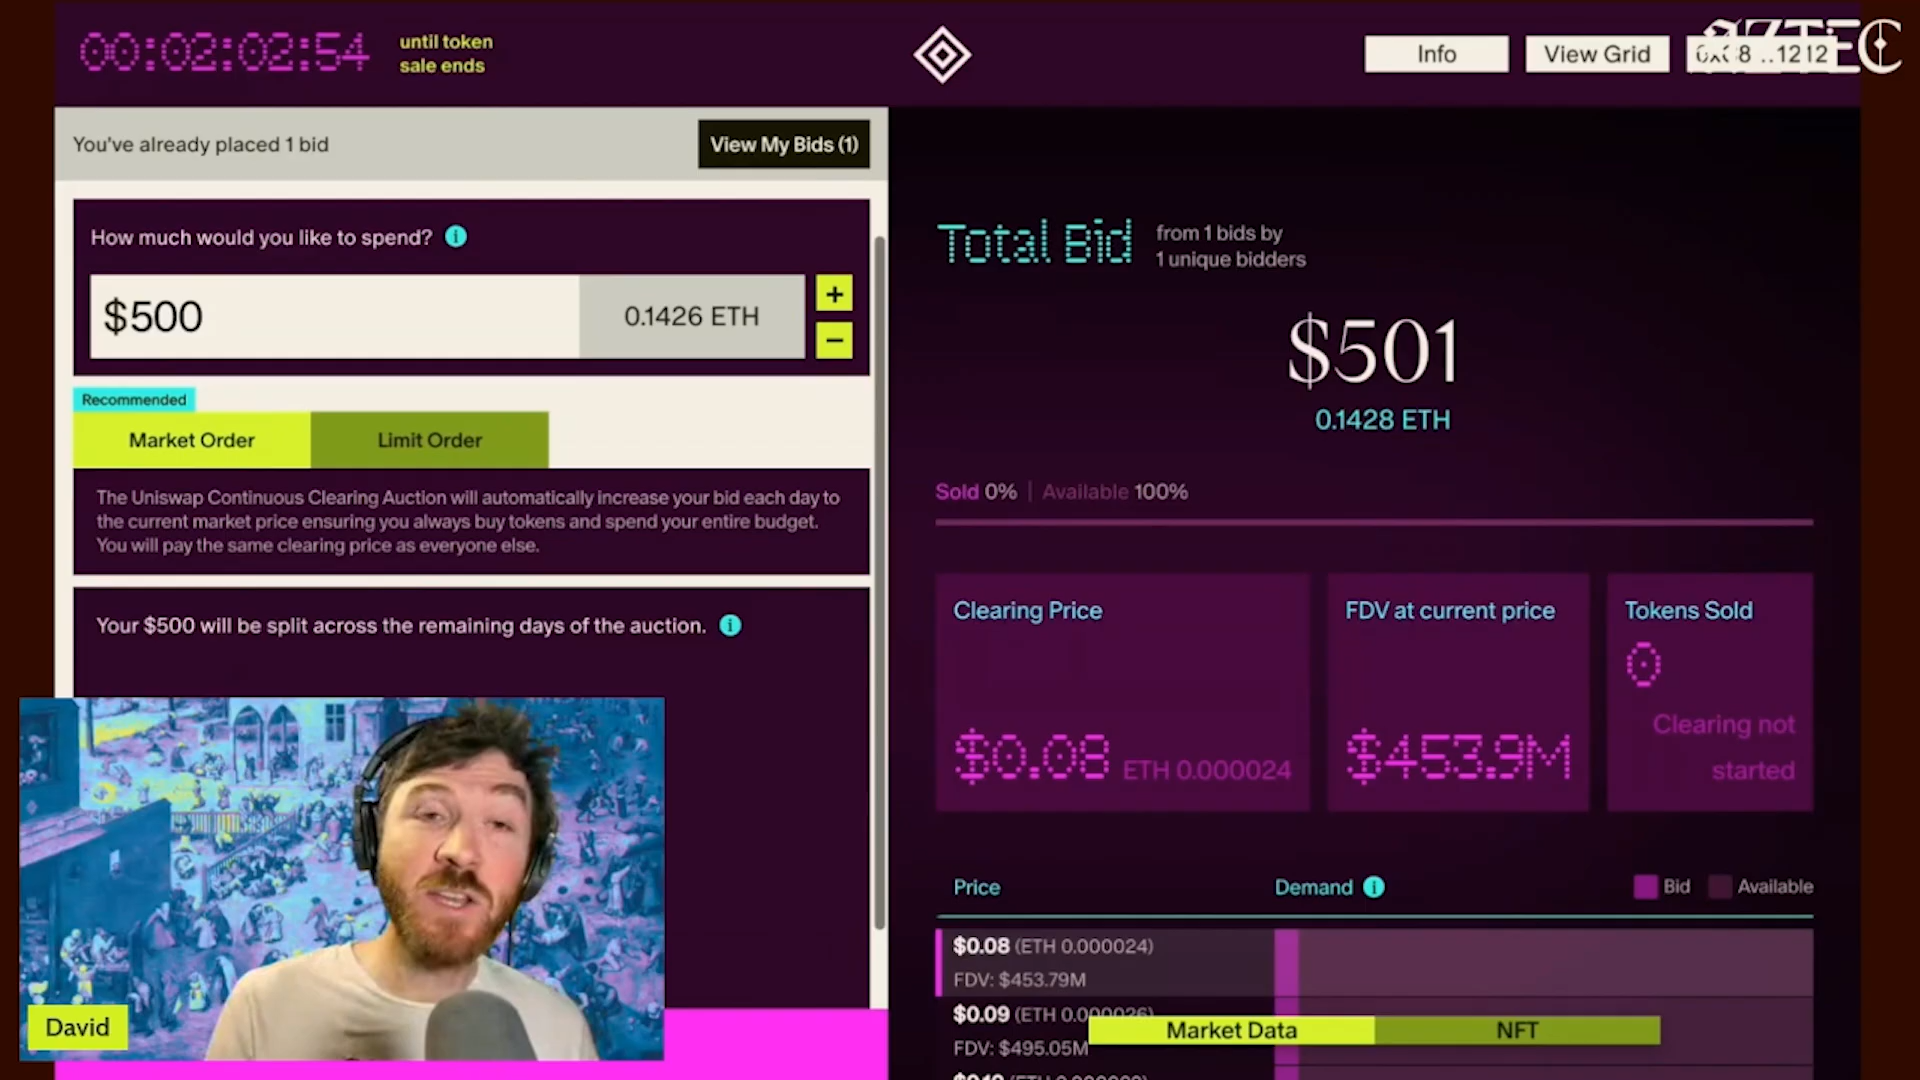 00:02:02:54
until token
sale ends
Info
View Grid
AZTEC
You've already placed 1 bid
View My Bids (1)
How much would you like to spend?
$500
0.1426 ETH
+
−
Recommended
Market Order
Limit Order
The Uniswap Continuous Clearing Auction will automatically increase your bid each day to
the current market price ensuring you always buy tokens and spend your entire budget.
You will pay the same clearing price as everyone else.
Your $500 will be split across the remaining days of the auction.
David
Total Bid
from 1 bids by
1 unique bidders
$501
0.1428 ETH
Sold 0% | Available 100%
Clearing Price
$0.08 ETH 0.000024
FDV at current price
$453.9M
Tokens Sold
0
Clearing not
started
Price
Demand
Bid
Available
$0.08 (ETH 0.000024)
FDV: $453.79M
$0.09 (ETH 0.000026)
FDV: $495.05M
Market Data
NFT